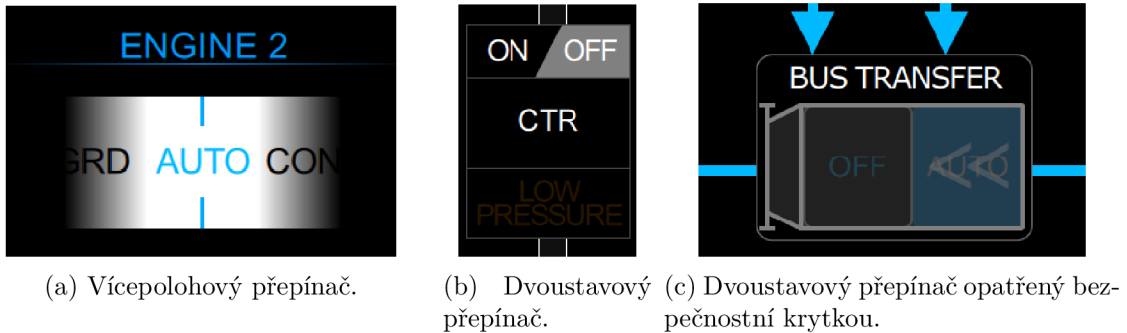 ENGINE 2
GRD AUTO CON
(a) Vícepolohový přepínač.
ON OFF
CTR
LOW
PRESSURE
(b) Dvoustavový
přepínač.
BUS TRANSFER
OFF AUTO
(c) Dvoustavový přepínač opatřený bez-
pečnostní krytkou.